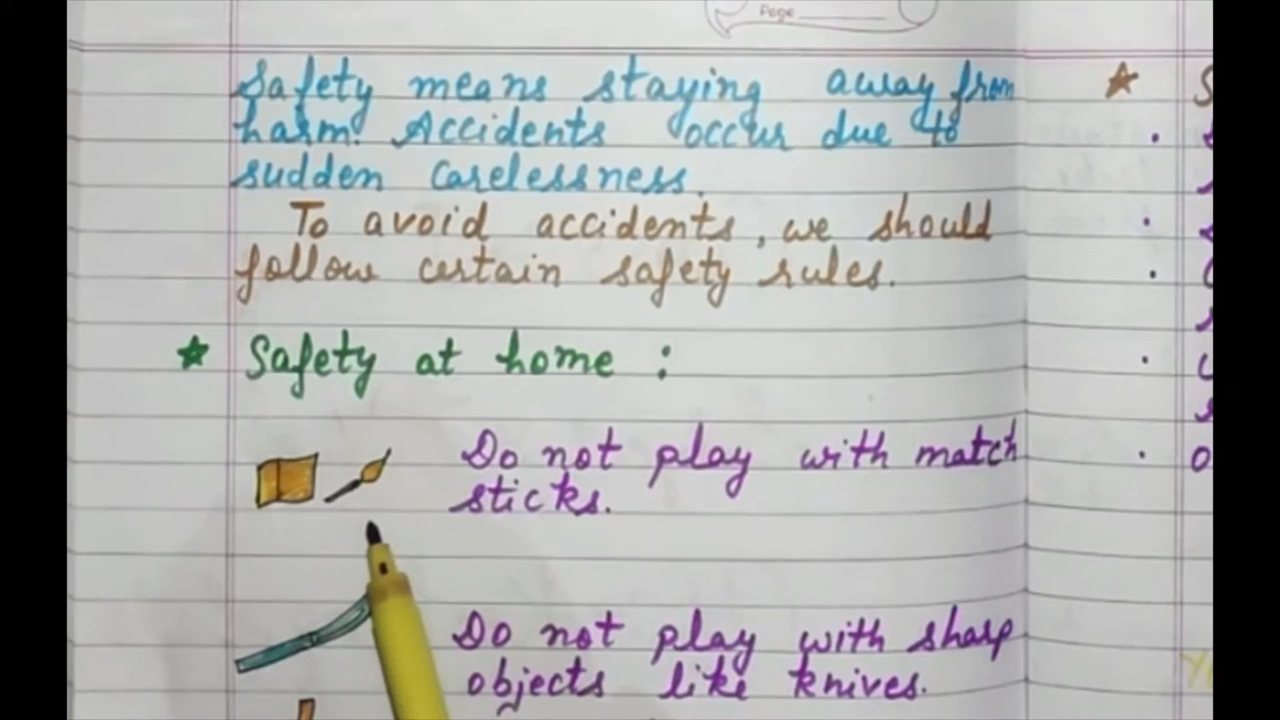 Page
Safety means staying away from
harm. Accidents occur due to
sudden carelessness.
To avoid accidents, we should
follow certain safety rules.
Safety at home :
Do not play with match
sticks.
Do not play with sharp
objects like knives.